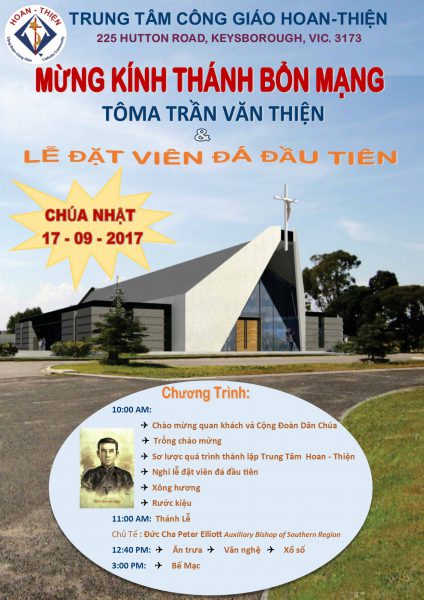 HOAN - THIỆN
TRUNG TÂM CÔNG GIÁO HOAN-THIỆN
225 HUTTON ROAD, KEYSBOROUGH, VIC. 3173
MỪNG KÍNH THÁNH BỔN MẠNG
TÔMA TRẦN VĂN THIỆN
&
LỄ ĐẶT VIÊN ĐÁ ĐẦU TIÊN
CHÚA NHẬT
17 - 09 - 2017
Chương Trình:
10:00 AM:
✈ Chào mừng quan khách và Cộng Đoàn Dân Chúa
✈ Trống chào mừng
✈ Sơ lược quá trình thành lập Trung Tâm Hoan - Thiện
✈ Nghi lễ đặt viên đá đầu tiên
✈ Xông hương
✈ Rước kiệu
11:00 AM: Thánh Lễ
Chủ Tế : Đức Cha Peter Elliott Auxiliary Bishop of Southern Region
12:40 PM: ✈ Ăn trưa ✈ Văn nghệ ✈ Xổ số
3:00 PM: ✈ Bế Mạc